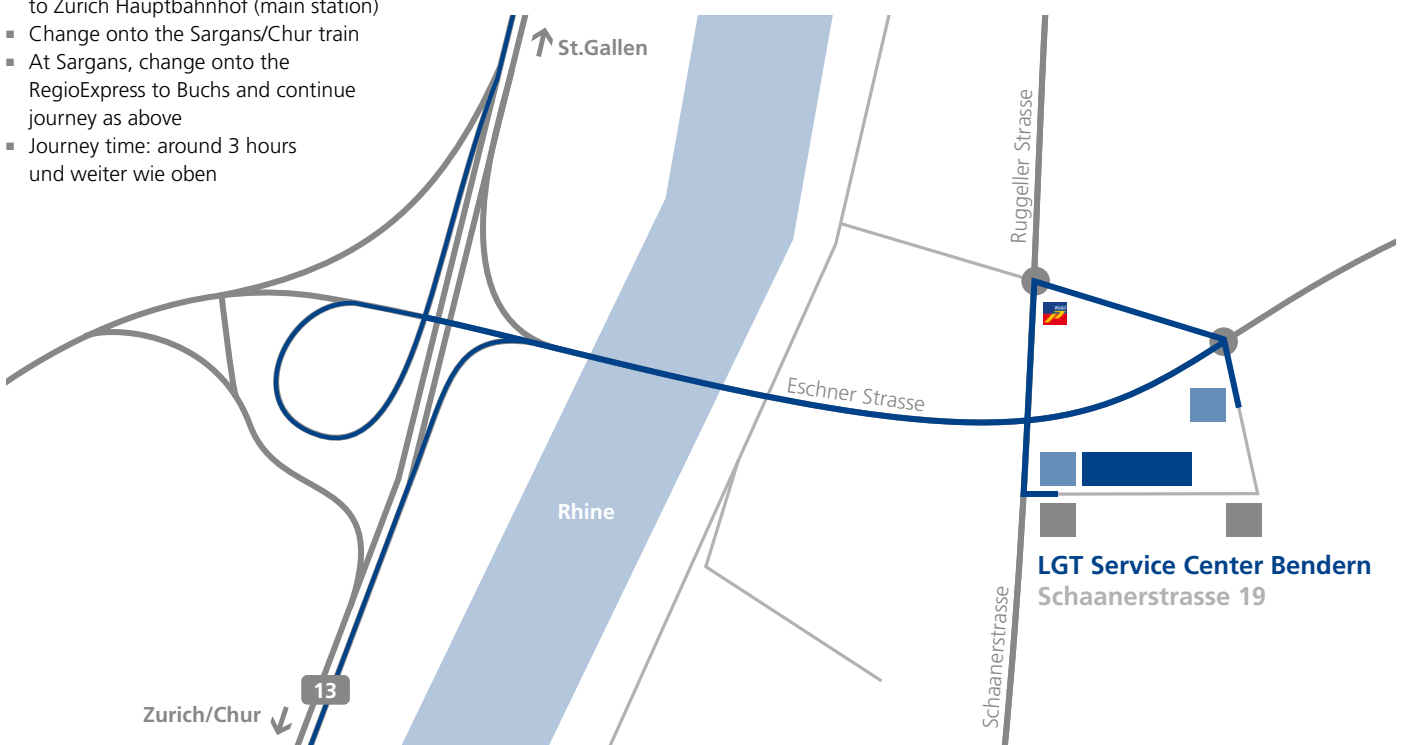 to Zurich Hauptbahnhof (main station)
▪ Change onto the Sargans/Chur train
▪ At Sargans, change onto the
RegioExpress to Buchs and continue
journey as above
▪ Journey time: around 3 hours
und weiter wie oben
St.Gallen
Ruggeller Strasse
Eschner Strasse
Rhine
LGT Service Center Bendern
Schaanerstrasse 19
Schaanerstrasse
13
Zurich/Chur